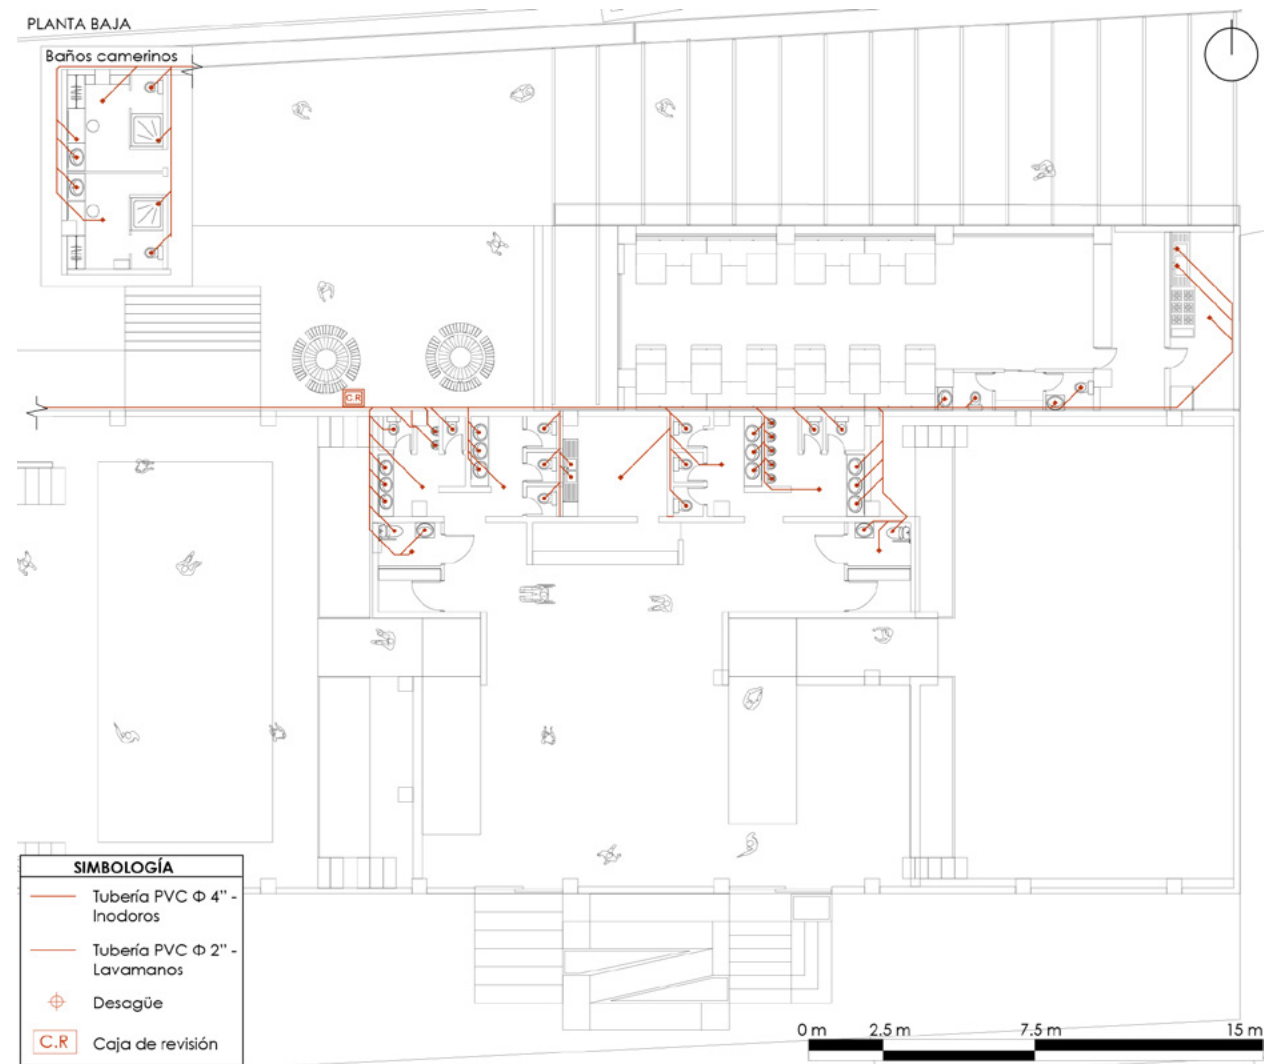 PLANTA BAJA
Baños camerinos
C.R
SIMBOLOGÍA
Tubería PVC Φ 4" -
Inodoros
Tubería PVC Φ 2" -
Lavamanos
Desagüe
C.R Caja de revisión
0 m 2.5 m 7.5 m 15 m